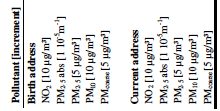 Pollutant [increment]
Birth address
NO₂ [10 µg/m³]
PM₂.₅ abs [1 10⁻⁵m⁻¹]
PM₂.₅ [5 µg/m³]
PM₁₀ [10 µg/m³]
PMcoarse [5 µg/m³]
Current address
NO₂ [10 µg/m³]
PM₂.₅ abs [1 10⁻⁵m⁻¹]
PM₂.₅ [5 µg/m³]
PM₁₀ [10 µg/m³]
PMcoarse [5 µg/m³]